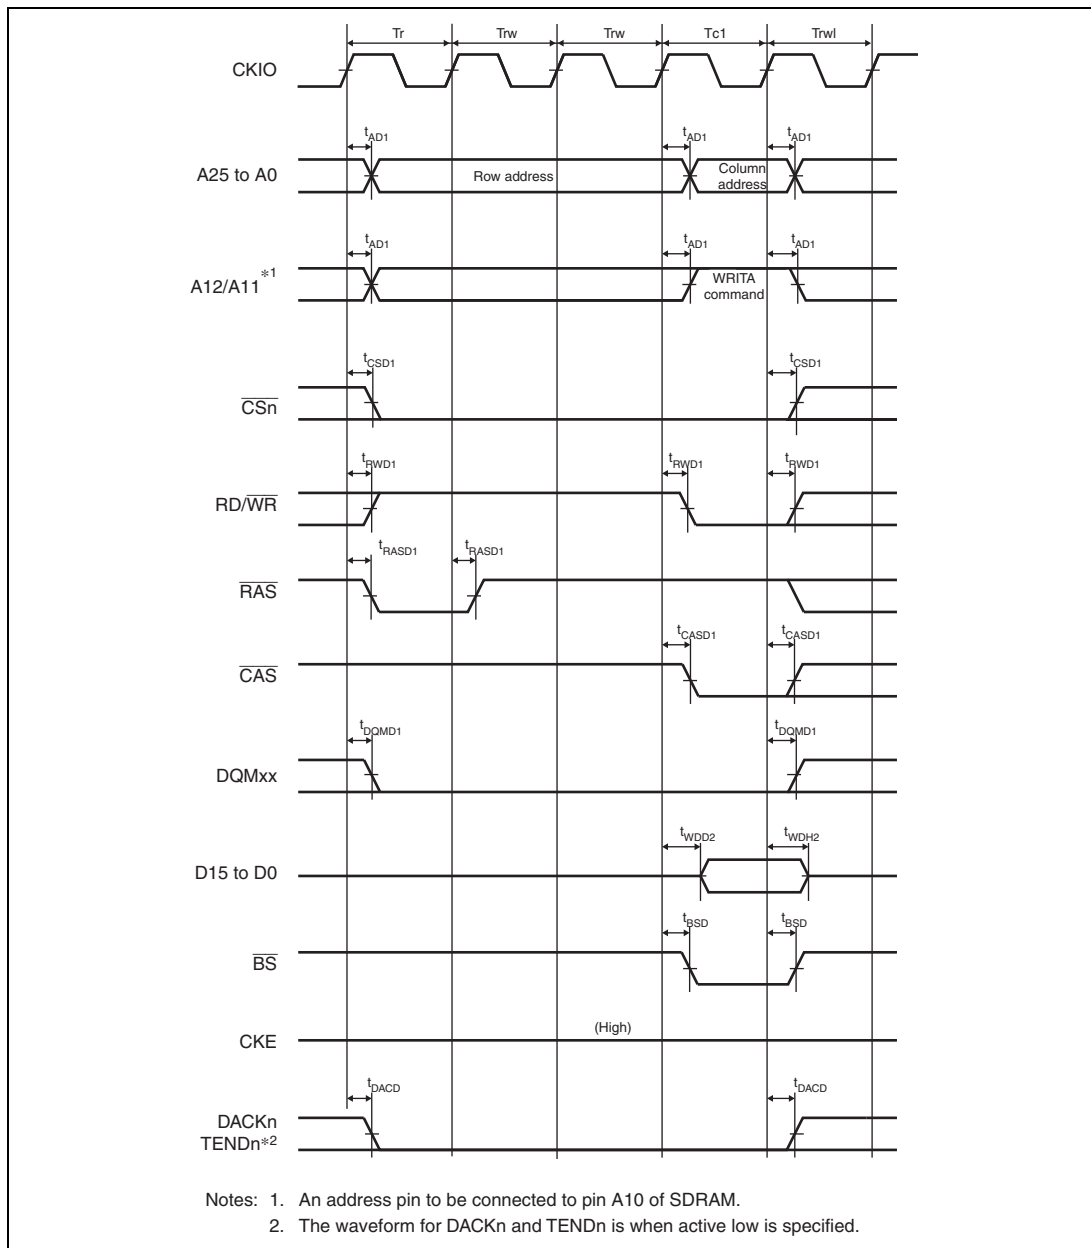 Tr Trw Trw Tc1 Trwl
CKIO
tAD1 tAD1 tAD1
A25 to A0 Row address Column address
tAD1 tAD1 tAD1
A12/A11*1 WRITA command
tCSD1 tCSD1
CSn
tRWD1 tRWD1 tRWD1
RD/WR
tRASD1 tRASD1
RAS
tCASD1 tCASD1
CAS
tDQMD1 tDQMD1
DQMxx
tWDD2 tWDH2
D15 to D0
tBSD tBSD
BS
(High)
CKE
tDACD tDACD
DACKn
TENDn*2
Notes: 1. An address pin to be connected to pin A10 of SDRAM.
2. The waveform for DACKn and TENDn is when active low is specified.